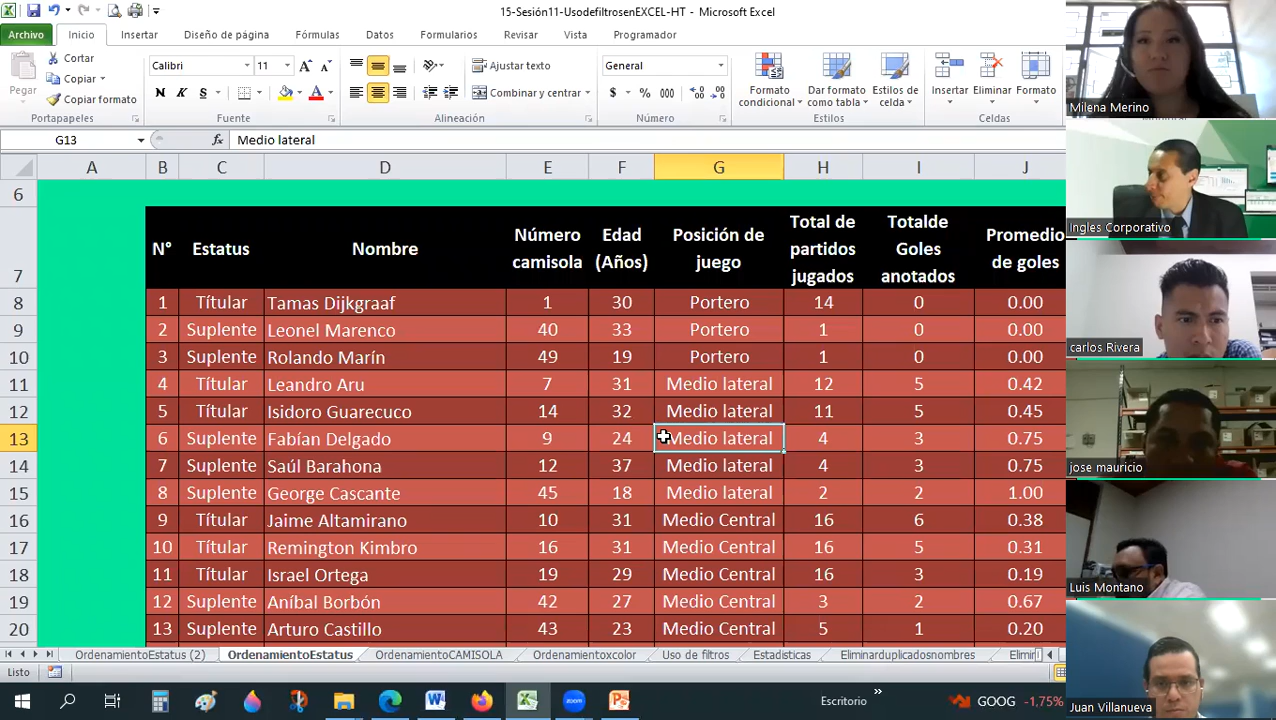 15-Sesión11-UsodefiltrosenEXCEL-HT - Microsoft Excel
Archivo Inicio Insertar Diseño de página Fórmulas Datos Formularios Revisar Vista Programador
Pegar
Cortar
Copiar
Copiar formato
Portapapeles
Calibri 11
N K S
Fuente
Ajustar texto
Combinar y centrar
Alineación
General
$ % 000
Número
Formato condicional
Dar formato como tabla
Estilos de celda
Estilos
Insertar Eliminar Formato
Celdas
G13 fx Medio lateral
A B C D E F G H I J
6
7 N° Estatus Nombre Número camisola Edad (Años) Posición de juego Total de partidos jugados Totalde Goles anotados Promedio de goles
8 1 Títular Tamas Dijkgraaf 1 30 Portero 14 0 0.00
9 2 Suplente Leonel Marenco 40 33 Portero 1 0 0.00
10 3 Suplente Rolando Marín 49 19 Portero 1 0 0.00
11 4 Títular Leandro Aru 7 31 Medio lateral 12 5 0.42
12 5 Títular Isidoro Guarecuco 14 32 Medio lateral 11 5 0.45
13 6 Suplente Fabían Delgado 9 24 Medio lateral 4 3 0.75
14 7 Suplente Saúl Barahona 12 37 Medio lateral 4 3 0.75
15 8 Suplente George Cascante 45 18 Medio lateral 2 2 1.00
16 9 Títular Jaime Altamirano 10 31 Medio Central 16 6 0.38
17 10 Títular Remington Kimbro 16 31 Medio Central 16 5 0.31
18 11 Títular Israel Ortega 19 29 Medio Central 16 3 0.19
19 12 Suplente Aníbal Borbón 42 27 Medio Central 3 2 0.67
20 13 Suplente Arturo Castillo 43 23 Medio Central 5 1 0.20
OrdenamientoEstatus (2) OrdenamientoEstatus OrdenamientoCAMISOLA Ordenamientoxcolor Uso de filtros Estadisticas Eliminarduplicadosnombres Elimir
Listo
Escritorio » GOOG -1,75%
Milena Merino
Ingles Corporativo
carlos Rivera
jose mauricio
Luis Montano
Juan Villanueva